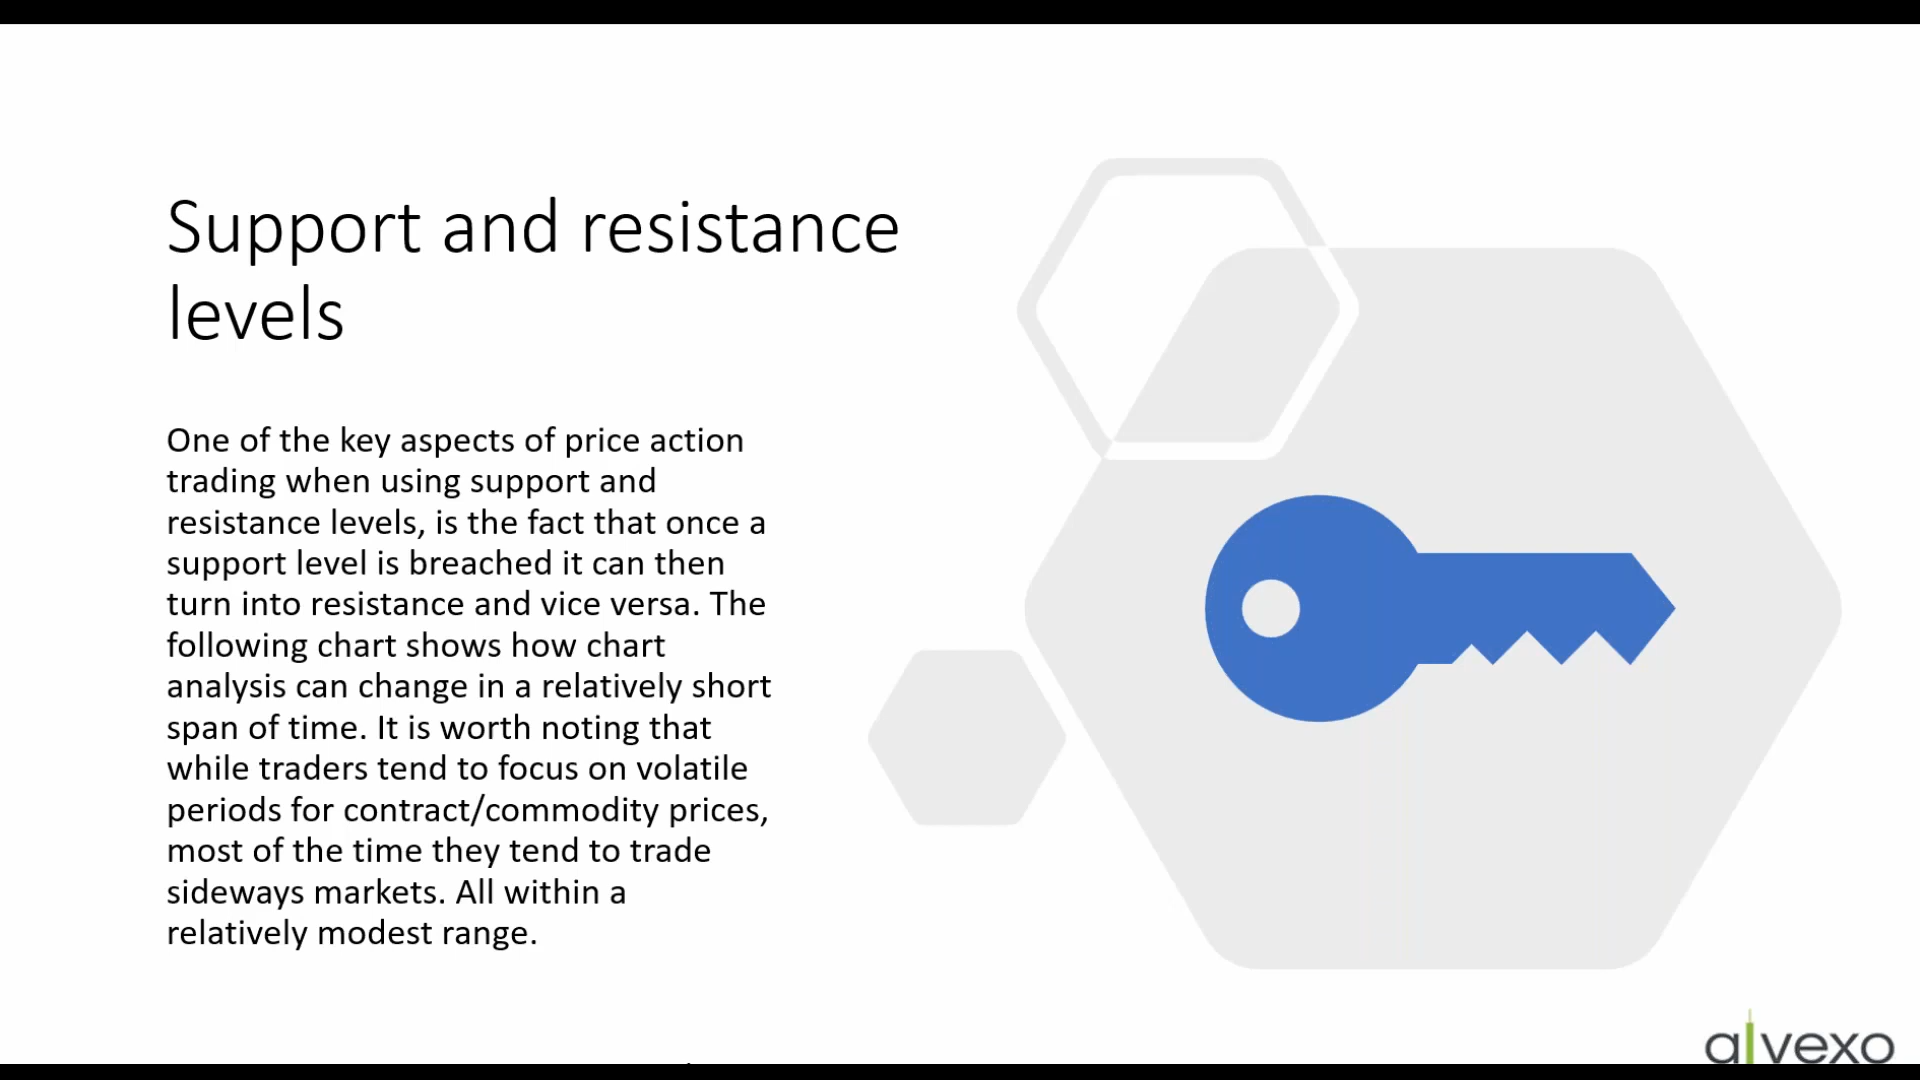 Support and resistance
levels
One of the key aspects of price action
trading when using support and
resistance levels, is the fact that once a
support level is breached it can then
turn into resistance and vice versa. The
following chart shows how chart
analysis can change in a relatively short
span of time. It is worth noting that
while traders tend to focus on volatile
periods for contract/commodity prices,
most of the time they tend to trade
sideways markets. All within a
relatively modest range.
alvexo